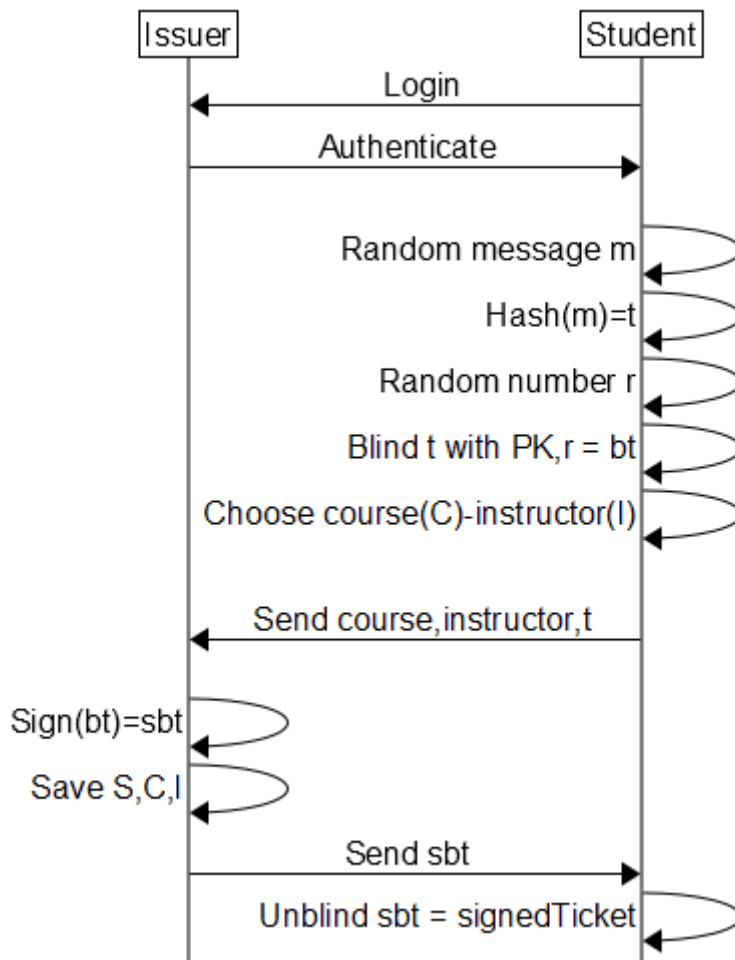 Issuer
Student
Login
Authenticate
Random message m
Hash(m)=t
Random number r
Blind t with PK,r = bt
Choose course(C)-instructor(I)
Send course,instructor,t
Sign(bt)=sbt
Save S,C,I
Send sbt
Unblind sbt = signedTicket